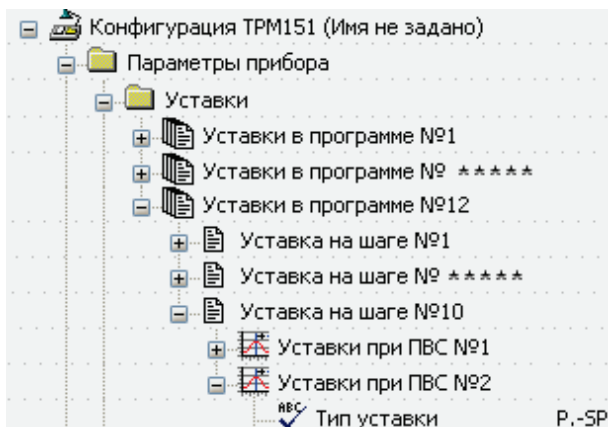 Конфигурация ТРМ151 (Имя не задано)
Параметры прибора
Уставки
Уставки в программе №1
Уставки в программе № *****
Уставки в программе №12
Уставка на шаге №1
Уставка на шаге № *****
Уставка на шаге №10
Уставки при ПВС №1
Уставки при ПВС №2
ABC Тип уставки P.-SP